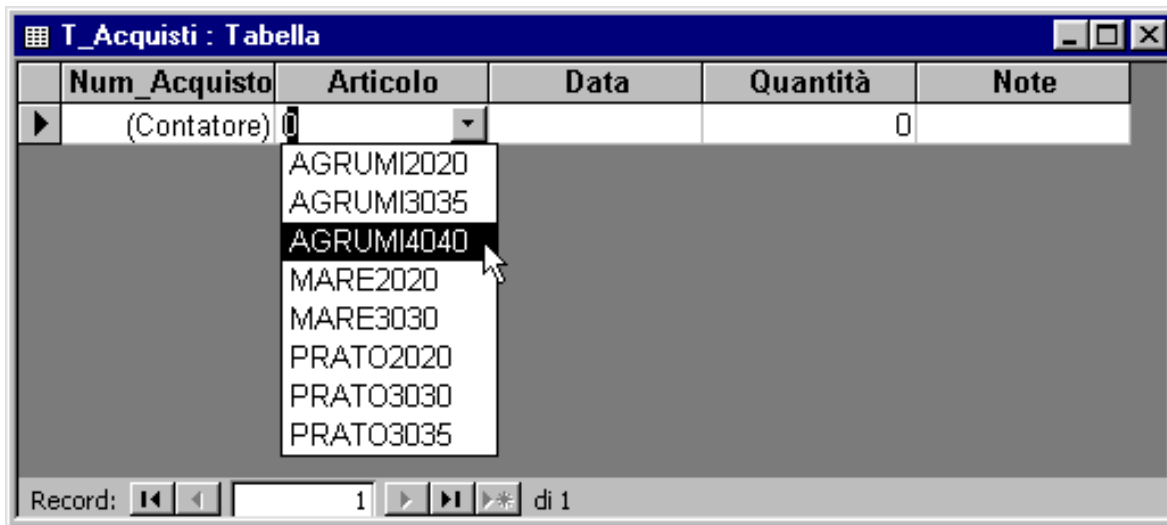 T_Acquisti : Tabella
Num_Acquisto Articolo Data Quantità Note
(Contatore) 0 0
AGRUMI2020
AGRUMI3035
AGRUMI4040
MARE2020
MARE3030
PRATO2020
PRATO3030
PRATO3035
Record: 1 di 1